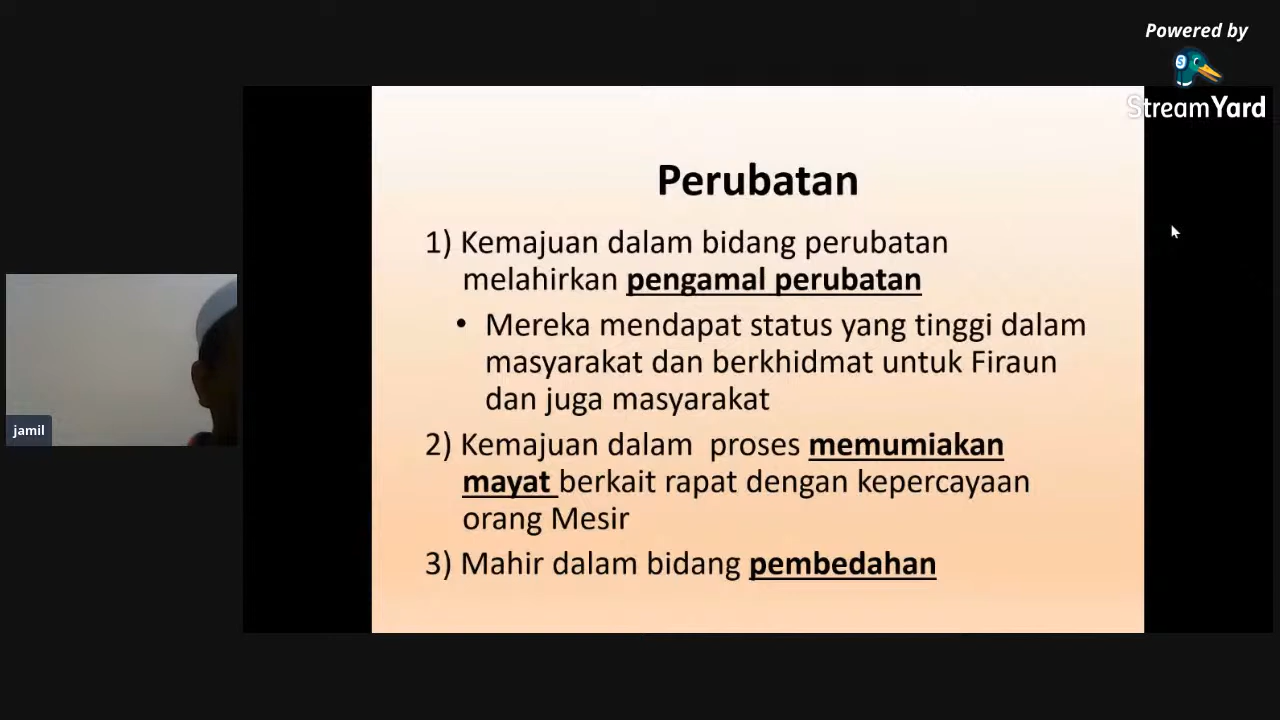 Powered by
StreamYard
Perubatan
1) Kemajuan dalam bidang perubatan
melahirkan pengamal perubatan
• Mereka mendapat status yang tinggi dalam
masyarakat dan berkhidmat untuk Firaun
dan juga masyarakat
2) Kemajuan dalam proses memumiakan
mayat berkait rapat dengan kepercayaan
orang Mesir
3) Mahir dalam bidang pembedahan
jamil